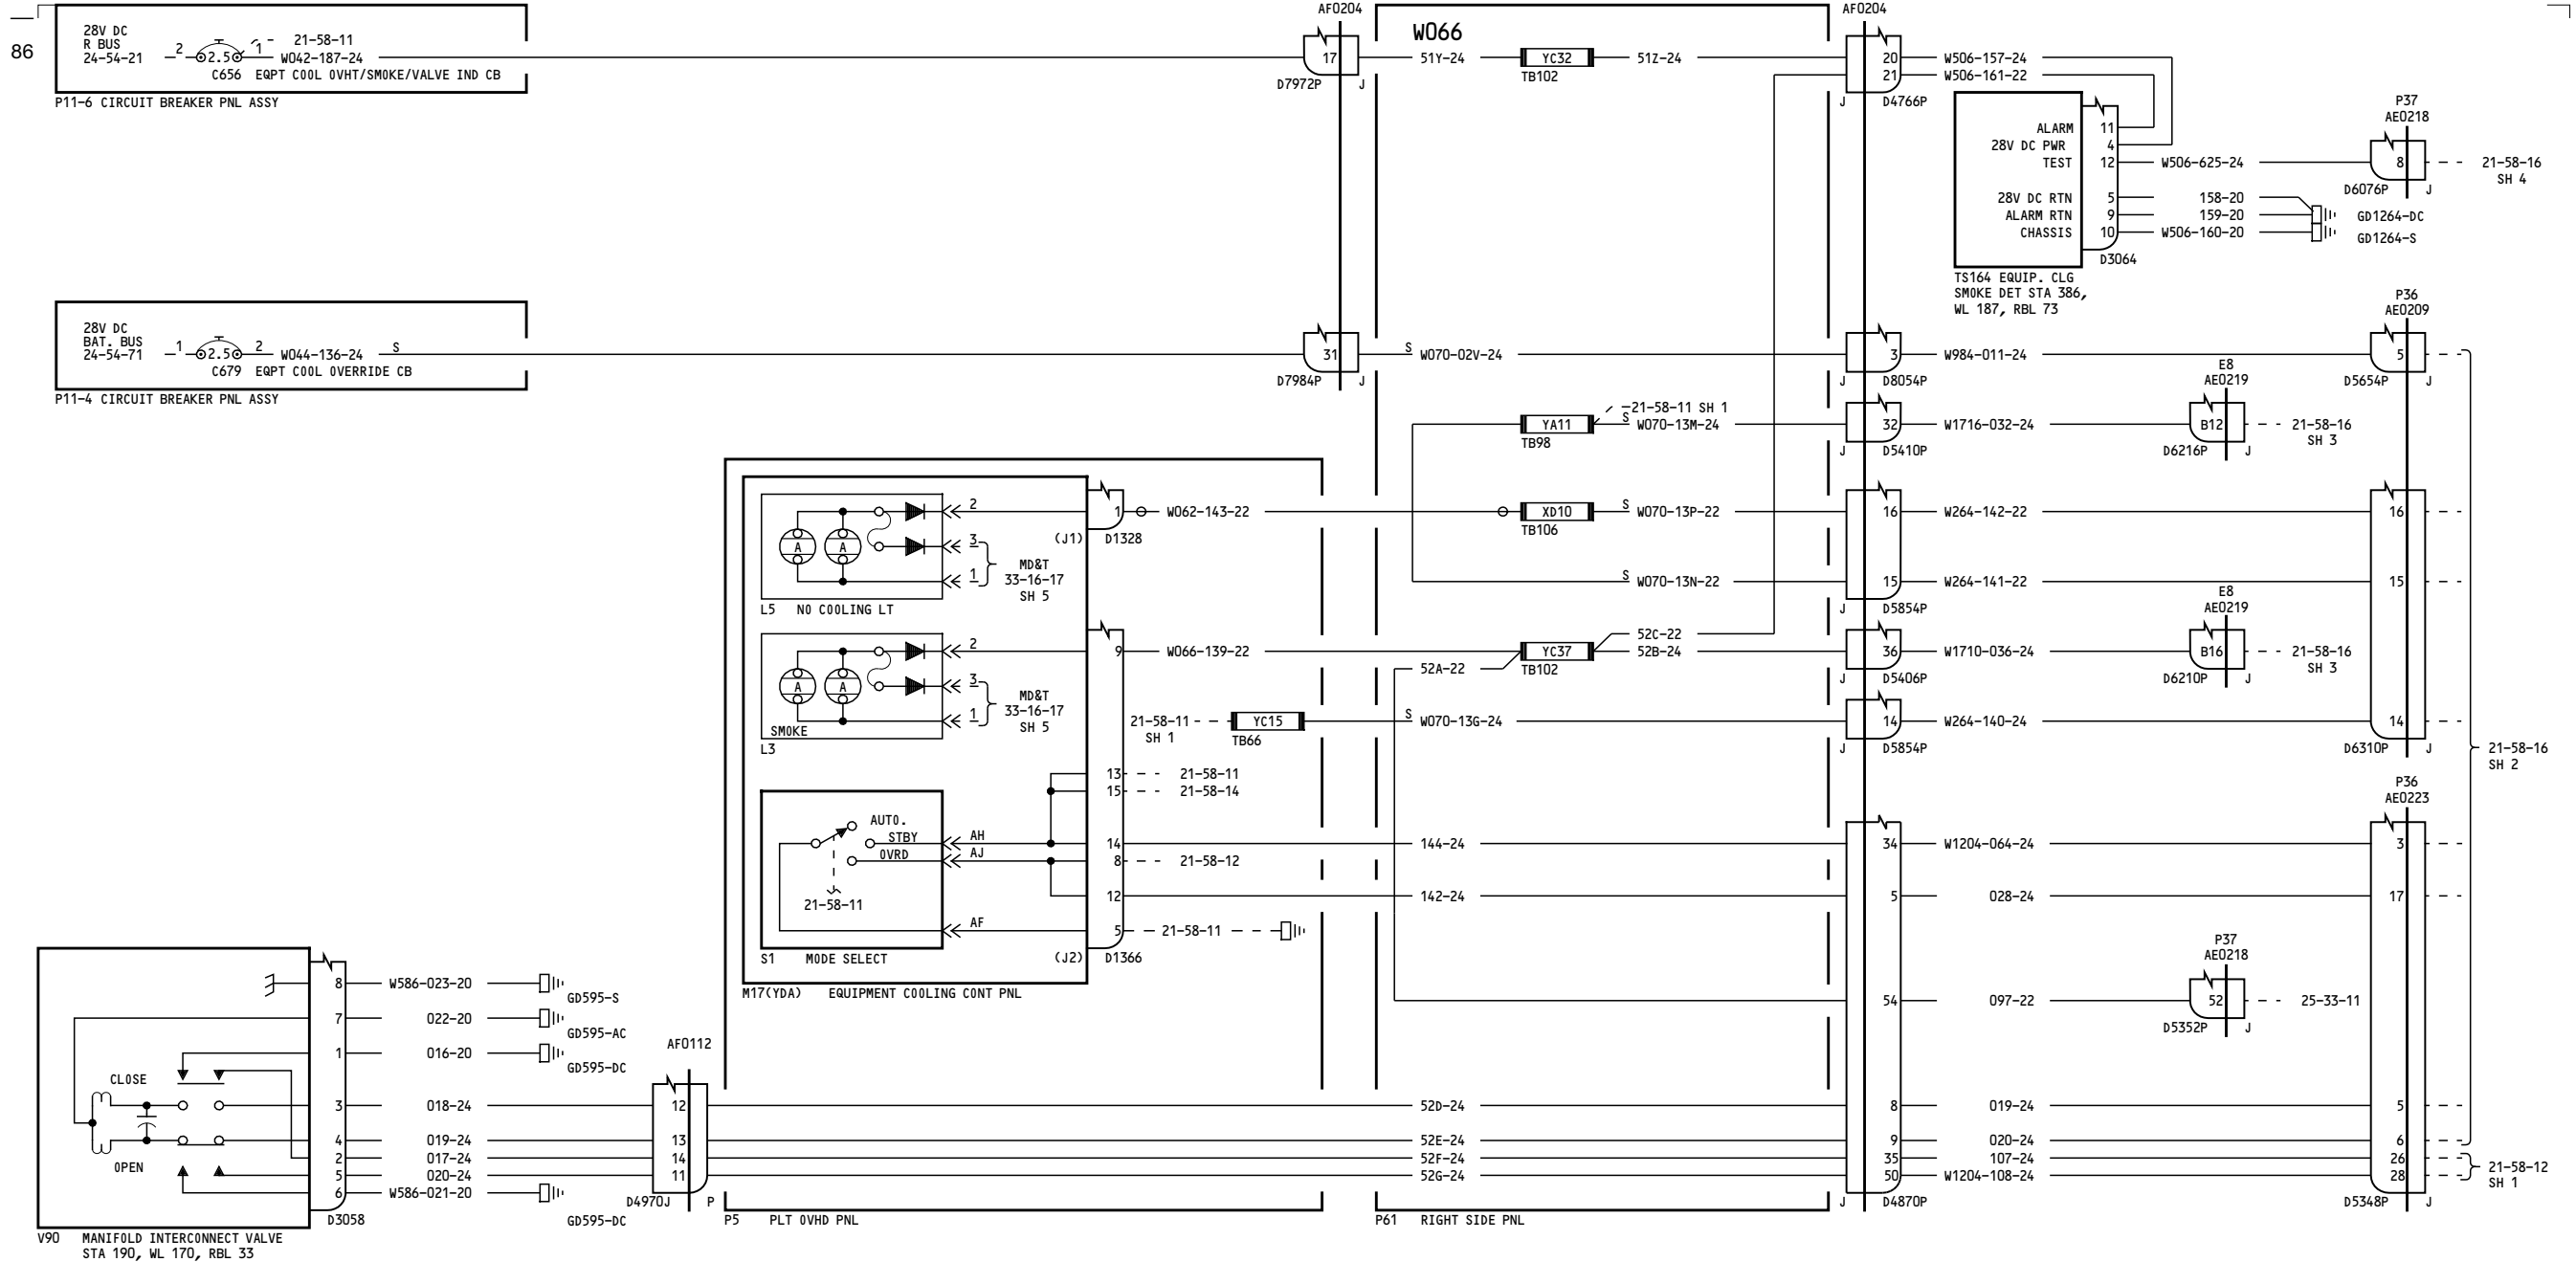 86
28V DC
R BUS
24-54-21
2
2.5
1
21-58-11
W042-187-24
C656 EQPT COOL OVHT/SMOKE/VALVE IND CB
P11-6 CIRCUIT BREAKER PNL ASSY
28V DC
BAT. BUS
24-54-71
1
2.5
2
W044-136-24
S
C679 EQPT COOL OVERRIDE CB
P11-4 CIRCUIT BREAKER PNL ASSY
AF0204
17
D7972P
J
31
D7984P
J
W066
51Y-24
YC32
TB102
51Z-24
AF0204
20
21
J
D4766P
W506-157-24
W506-161-22
ALARM
28V DC PWR
TEST
28V DC RTN
ALARM RTN
CHASSIS
11
4
12
5
9
10
D3064
TS164 EQUIP. CLG
SMOKE DET STA 386,
WL 187, RBL 73
W506-625-24
158-20
159-20
W506-160-20
GD1264-DC
GD1264-S
P37
AE0218
8
D6076P
J
21-58-16
SH 4
S
W070-02V-24
3
J
D8054P
W984-011-24
P36
AE0209
5
D5654P
J
YA11
TB98
21-58-11 SH 1
S
W070-13M-24
32
J
D5410P
W1716-032-24
E8
AE0219
B12
D6216P
J
21-58-16
SH 3
L5 NO COOLING LT
A
A
2
3
1
MD&T
33-16-17
SH 5
1
(J1)
D1328
W062-143-22
XD10
TB106
S
W070-13P-22
16
W264-142-22
16
S
W070-13N-22
15
J
D5854P
W264-141-22
15
A
A
SMOKE
L3
2
3
1
MD&T
33-16-17
SH 5
9
W066-139-22
52A-22
YC37
TB102
52C-22
52B-24
36
J
D5406P
W1710-036-24
E8
AE0219
B16
D6210P
J
21-58-16
SH 3
21-58-11
SH 1
YC15
TB66
S
W070-13G-24
14
J
D5854P
W264-140-24
14
D6310P
J
21-58-16
SH 2
13
21-58-11
15
21-58-14
AUTO.
STBY
OVRD
21-58-11
S1 MODE SELECT
AH
AJ
AF
14
8
21-58-12
12
5
21-58-11
(J2)
D1366
M17(YDA) EQUIPMENT COOLING CONT PNL
144-24
142-24
34
5
54
W1204-064-24
028-24
097-22
P36
AE0223
3
17
P37
AE0218
52
D5352P
J
25-33-11
CLOSE
OPEN
8
7
1
3
4
2
5
6
D3058
V90 MANIFOLD INTERCONNECT VALVE
STA 190, WL 170, RBL 33
W586-023-20
022-20
016-20
018-24
019-24
017-24
020-24
W586-021-20
GD595-S
GD595-AC
GD595-DC
GD595-DC
AF0112
12
13
14
11
D4970J
P
P5 PLT OVHD PNL
52D-24
52E-24
52F-24
52G-24
P61 RIGHT SIDE PNL
8
9
35
50
J
D4870P
019-24
020-24
107-24
W1204-108-24
5
6
26
28
D5348P
J
21-58-12
SH 1